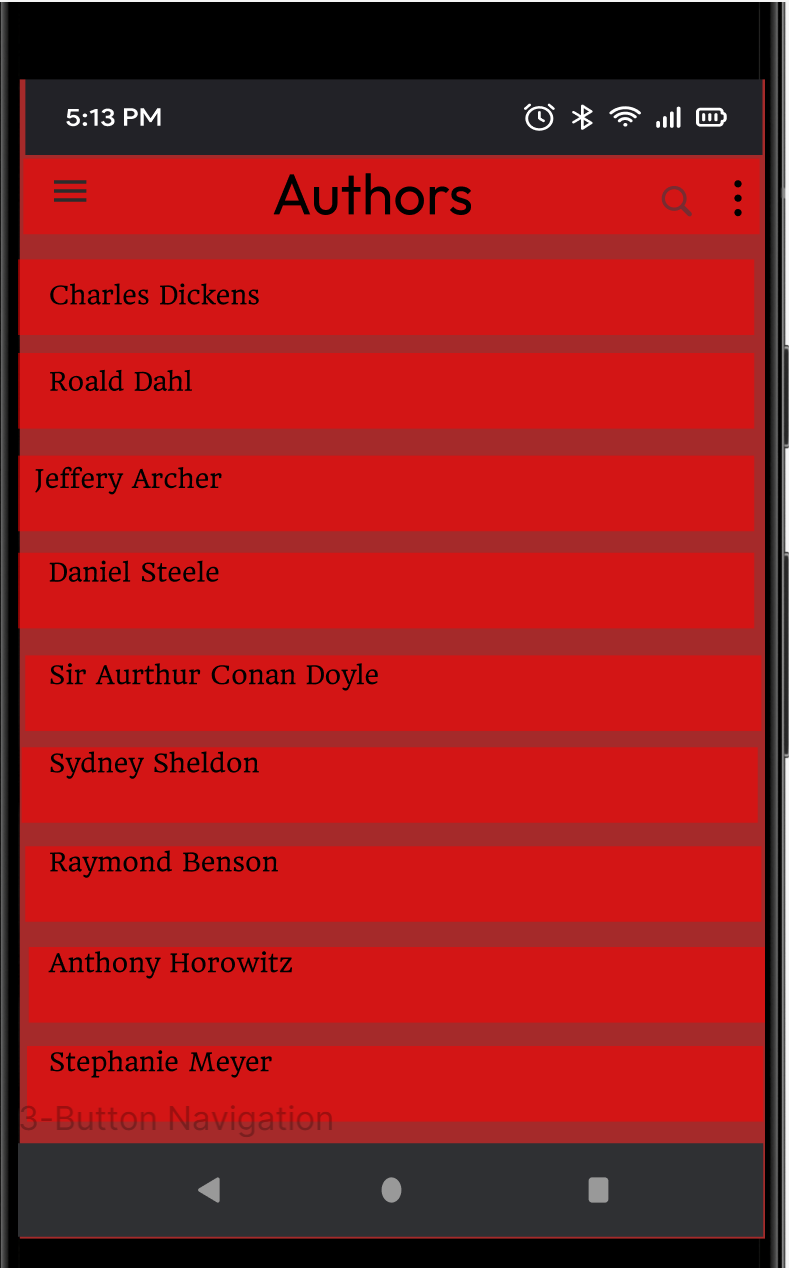 5:13 PM
Authors
Charles Dickens
Roald Dahl
Jeffery Archer
Daniel Steele
Sir Aurthur Conan Doyle
Sydney Sheldon
Raymond Benson
Anthony Horowitz
Stephanie Meyer
3-Button Navigation